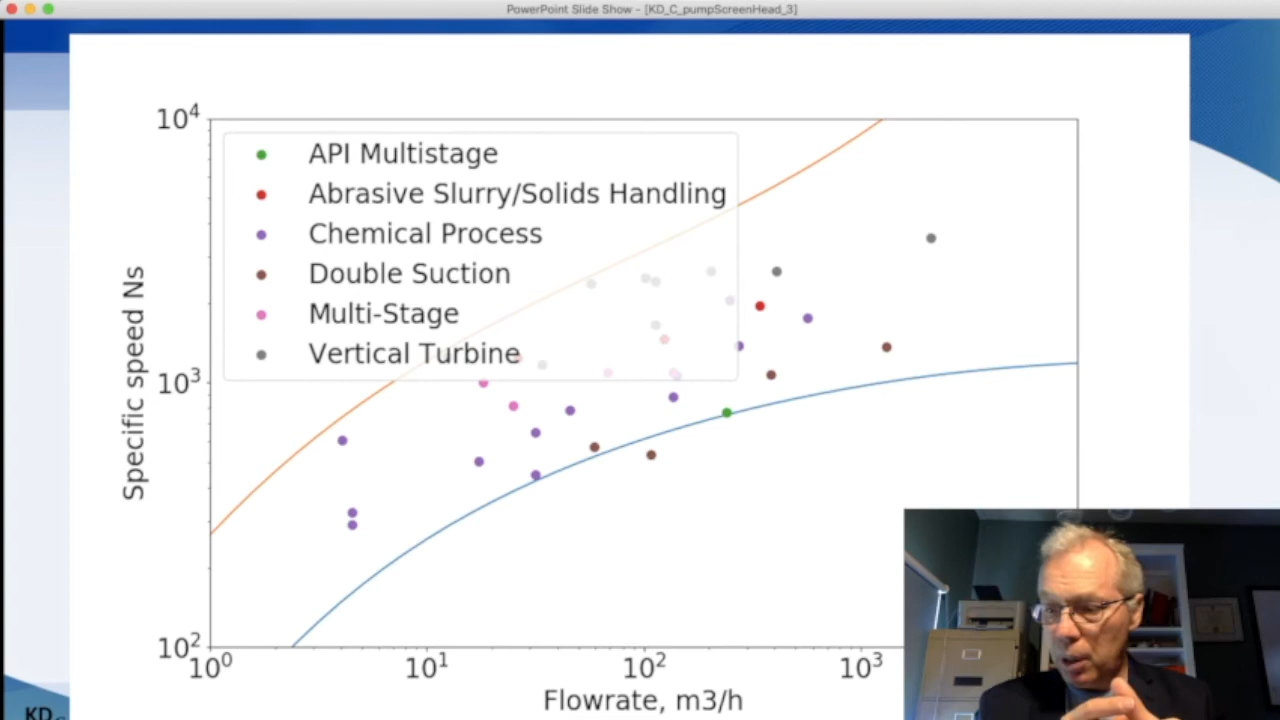 PowerPoint Slide Show - [KD_C_pumpScreenHead_3]
10⁴
API Multistage
Abrasive Slurry/Solids Handling
Chemical Process
Double Suction
Multi-Stage
Vertical Turbine
Specific speed Ns
10³
10²
10⁰ 10¹ 10² 10³
Flowrate, m3/h
KD